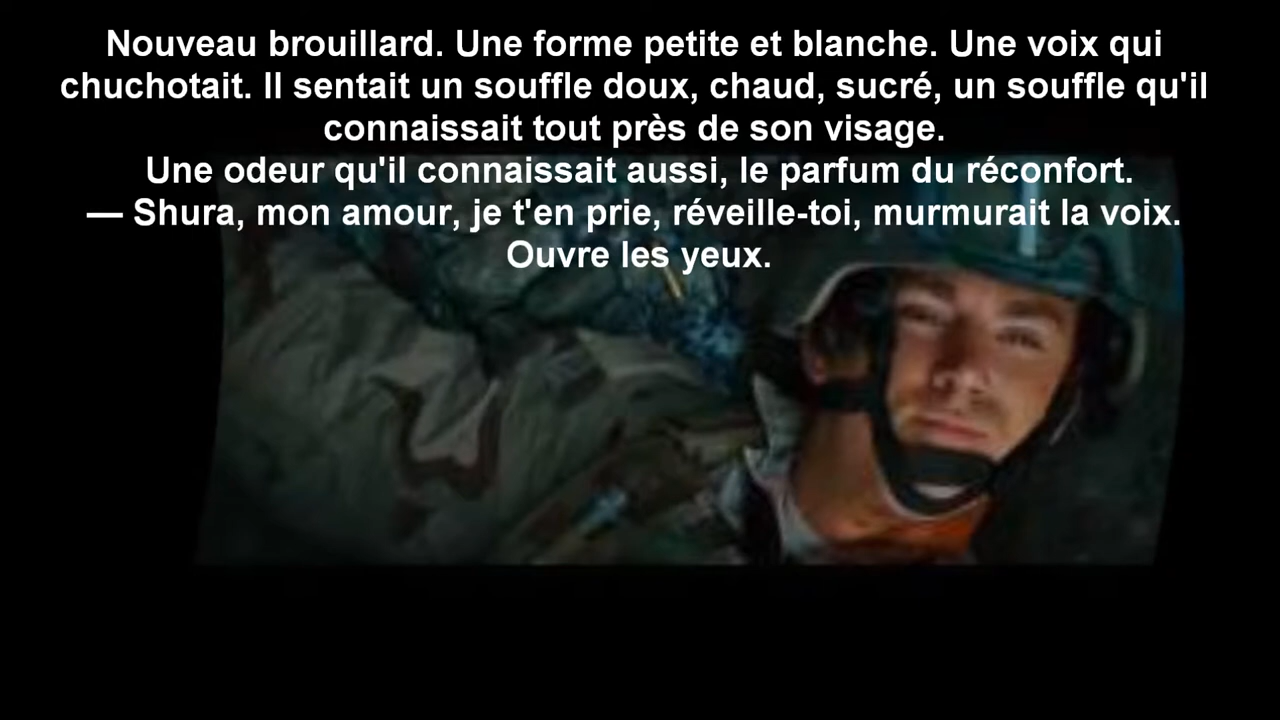 Nouveau brouillard. Une forme petite et blanche. Une voix qui
chuchotait. Il sentait un souffle doux, chaud, sucré, un souffle qu'il
connaissait tout près de son visage.
Une odeur qu'il connaissait aussi, le parfum du réconfort.
— Shura, mon amour, je t'en prie, réveille-toi, murmurait la voix.
Ouvre les yeux.